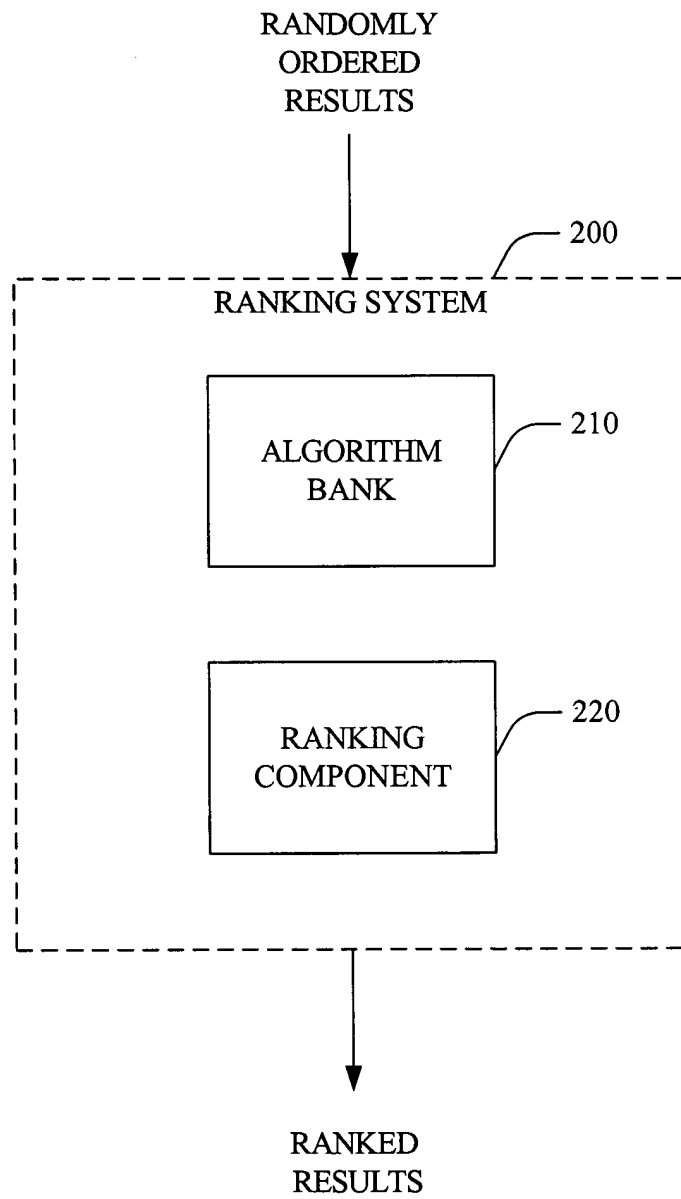 RANDOMLY
ORDERED
RESULTS
200
RANKING SYSTEM
ALGORITHM
BANK
210
RANKING
COMPONENT
220
RANKED
RESULTS